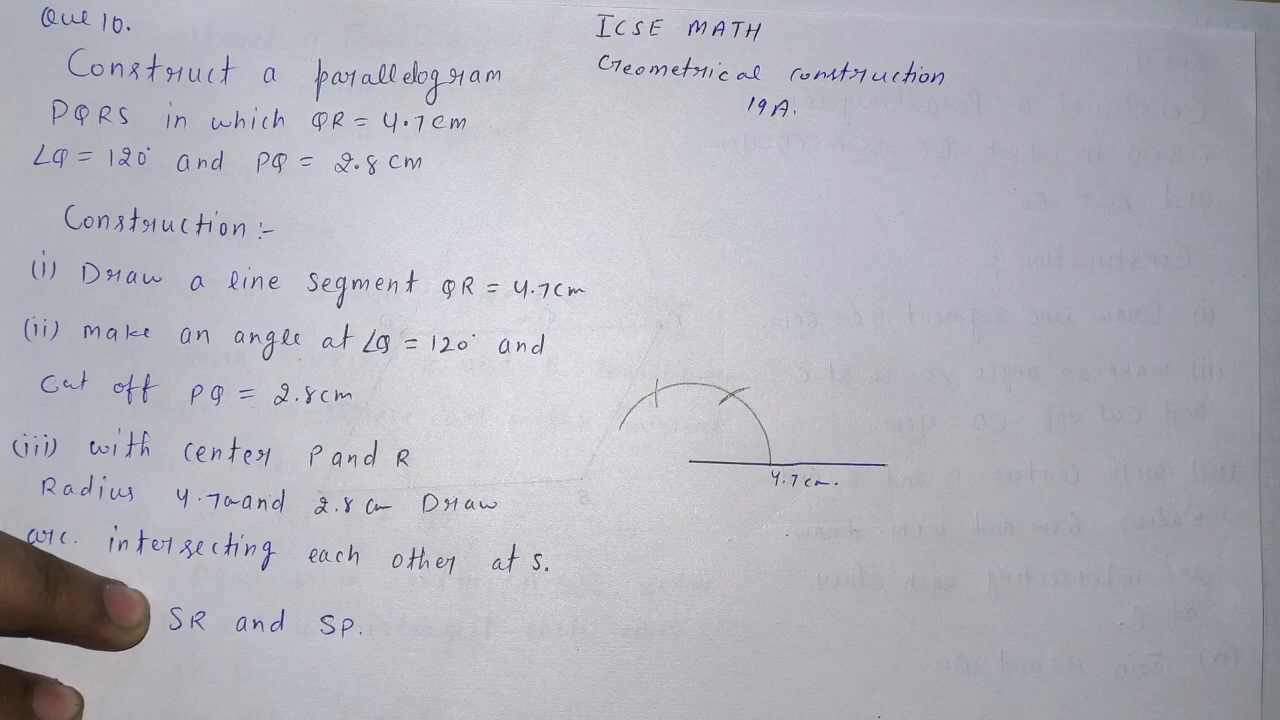 Que 10.
Construct a parallelogram
PQRS in which QR = 4.7cm
∠Q = 120° and PQ = 2.8 cm
Construction :-
(i) Draw a line segment QR = 4.7cm
(ii) make an angle at ∠Q = 120° and
Cut off PQ = 2.8cm
(iii) with center P and R
Radius 4.7cm and 2.8 cm Draw
arc. intersecting each other at S.
SR and SP.
ICSE MATH
Geometrical construction
19A.
4.7cm.